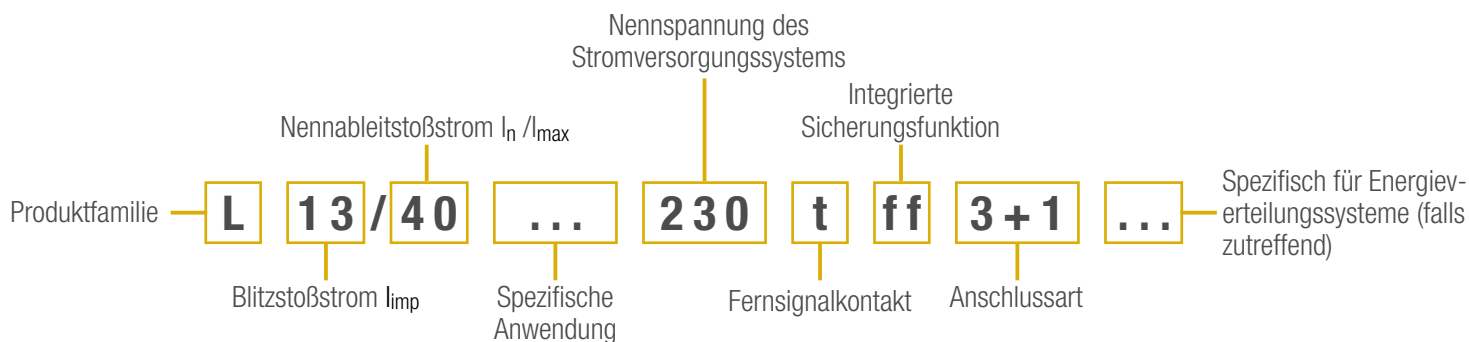 Nennspannung des
Stromversorgungssystems
Integrierte
Sicherungsfunktion
Nennableitstoßstrom In /Imax
Produktfamilie
L 13/40 ... 230 t ff 3+1 ...
Spezifisch für Energiev-
erteilungssysteme (falls
zutreffend)
Blitzstoßstrom Iimp
Spezifische
Anwendung
Fernsignalkontakt
Anschlussart